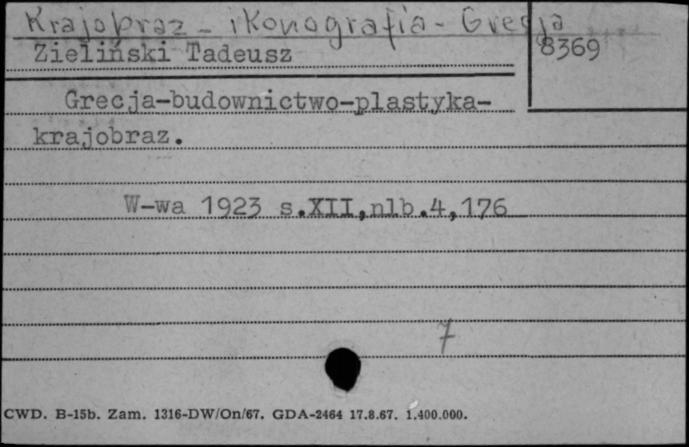 Krajobraz - ikonografia - Grecja
Zieliński Tadeusz
8369
Grecja-budownictwo-plastyka-
krajobraz.
W-wa 1923 s.XII,nlb.4,176
7
CWD. B-15b. Zam. 1316-DW/On/67. GDA-2464 17.8.67. 1.400.000.